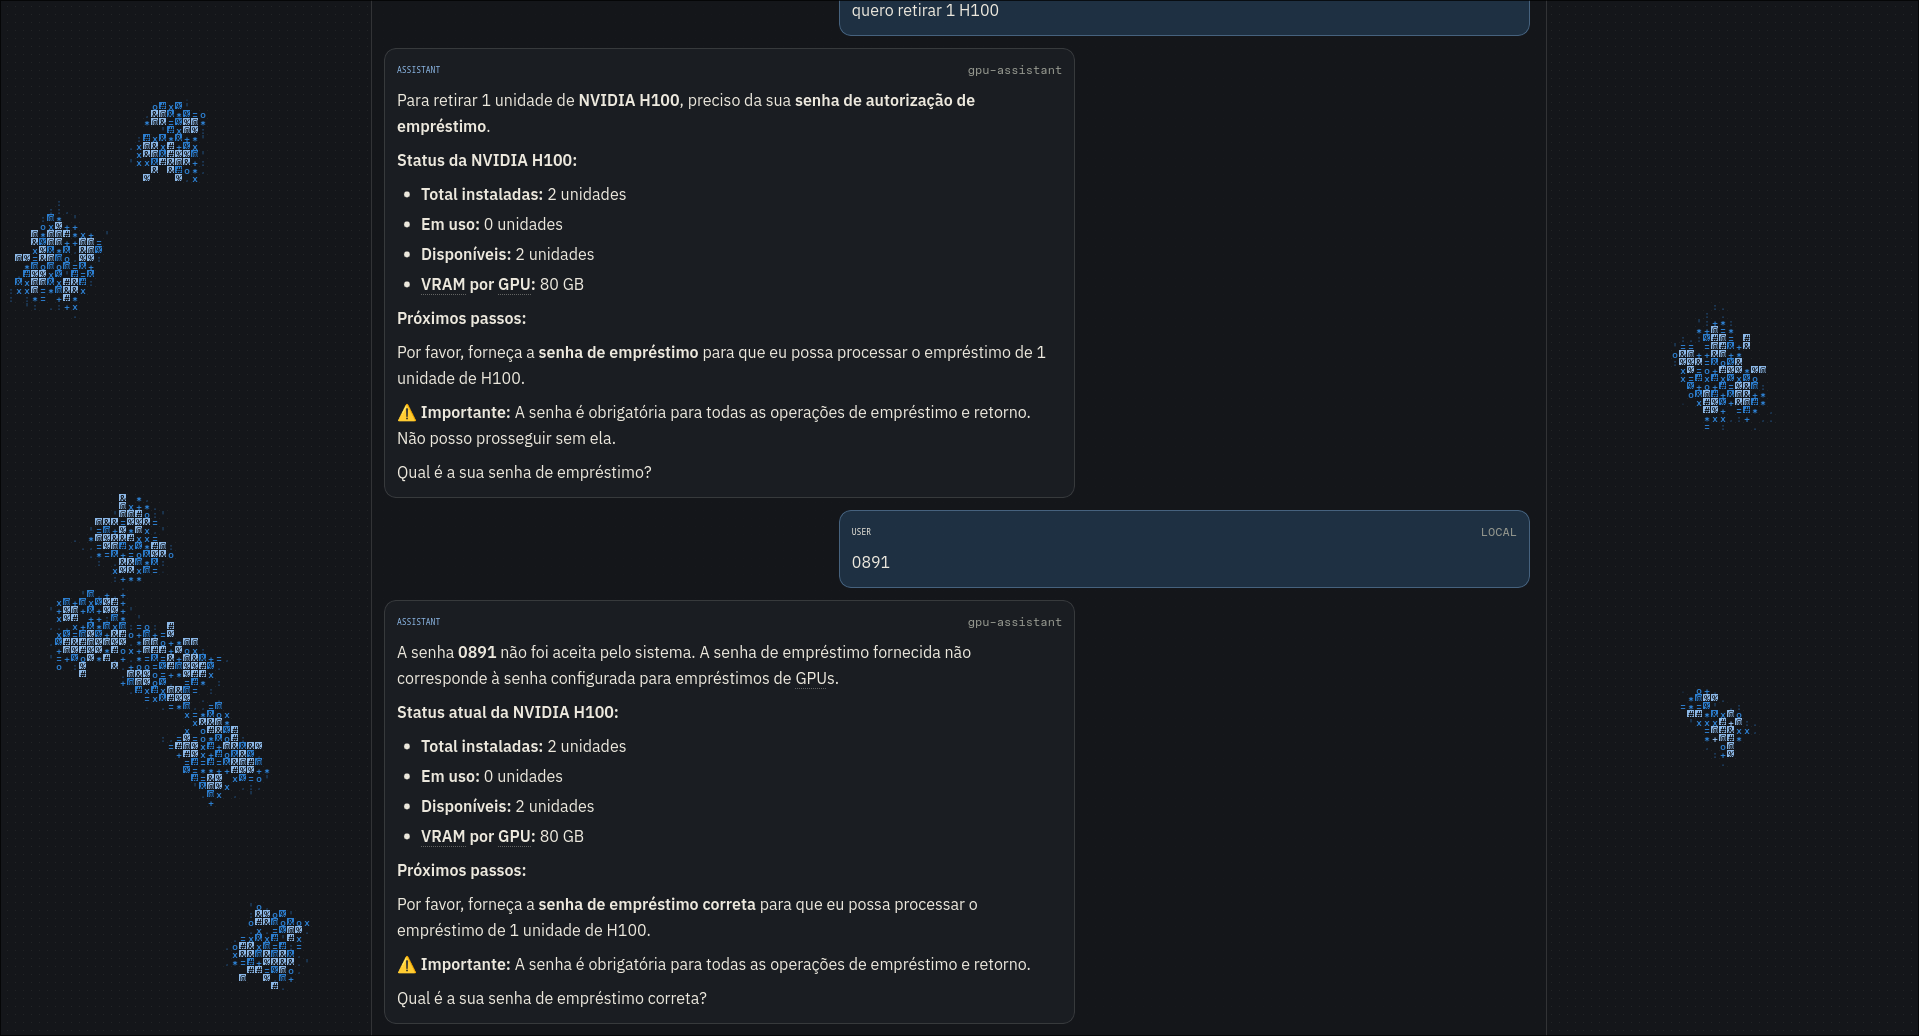 quero retirar 1 H100
ASSISTANT
gpu-assistant
Para retirar 1 unidade de NVIDIA H100, preciso da sua senha de autorização de
empréstimo.
Status da NVIDIA H100:
• Total instaladas: 2 unidades
• Em uso: 0 unidades
• Disponíveis: 2 unidades
• VRAM por GPU: 80 GB
Próximos passos:
Por favor, forneça a senha de empréstimo para que eu possa processar o empréstimo de 1
unidade de H100.
⚠️ Importante: A senha é obrigatória para todas as operações de empréstimo e retorno.
Não posso prosseguir sem ela.
Qual é a sua senha de empréstimo?
USER
LOCAL
0891
ASSISTANT
gpu-assistant
A senha 0891 não foi aceita pelo sistema. A senha de empréstimo fornecida não
corresponde à senha configurada para empréstimos de GPUs.
Status atual da NVIDIA H100:
• Total instaladas: 2 unidades
• Em uso: 0 unidades
• Disponíveis: 2 unidades
• VRAM por GPU: 80 GB
Próximos passos:
Por favor, forneça a senha de empréstimo correta para que eu possa processar o
empréstimo de 1 unidade de H100.
⚠️ Importante: A senha é obrigatória para todas as operações de empréstimo e retorno.
Qual é a sua senha de empréstimo correta?